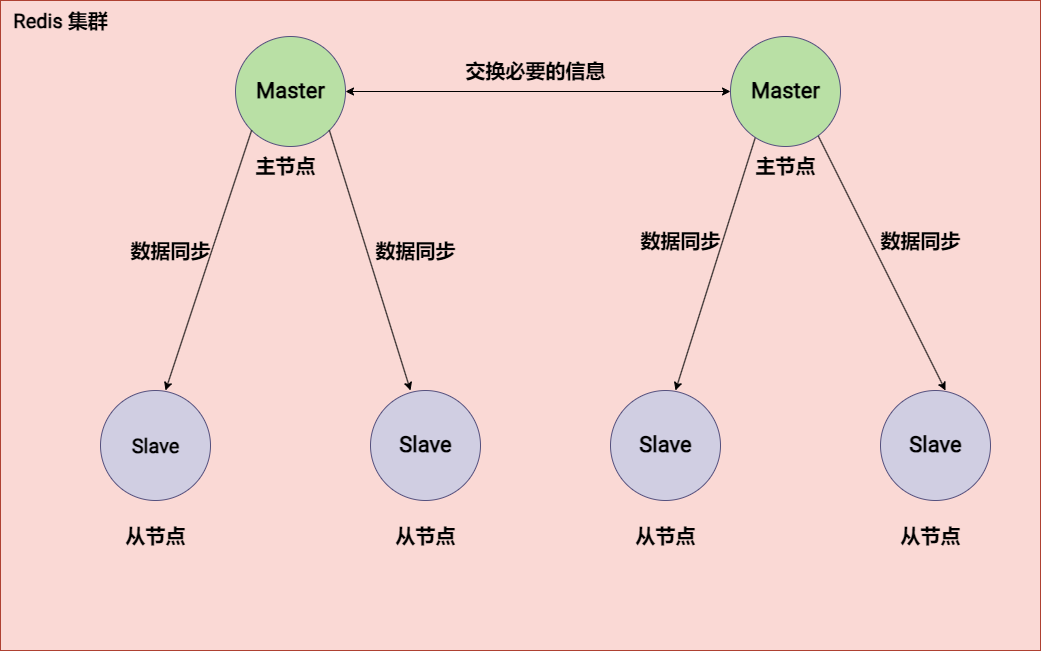 Redis 集群
交换必要的信息
Master
Master
主节点
主节点
数据同步
数据同步
数据同步
数据同步
Slave
Slave
Slave
Slave
从节点
从节点
从节点
从节点